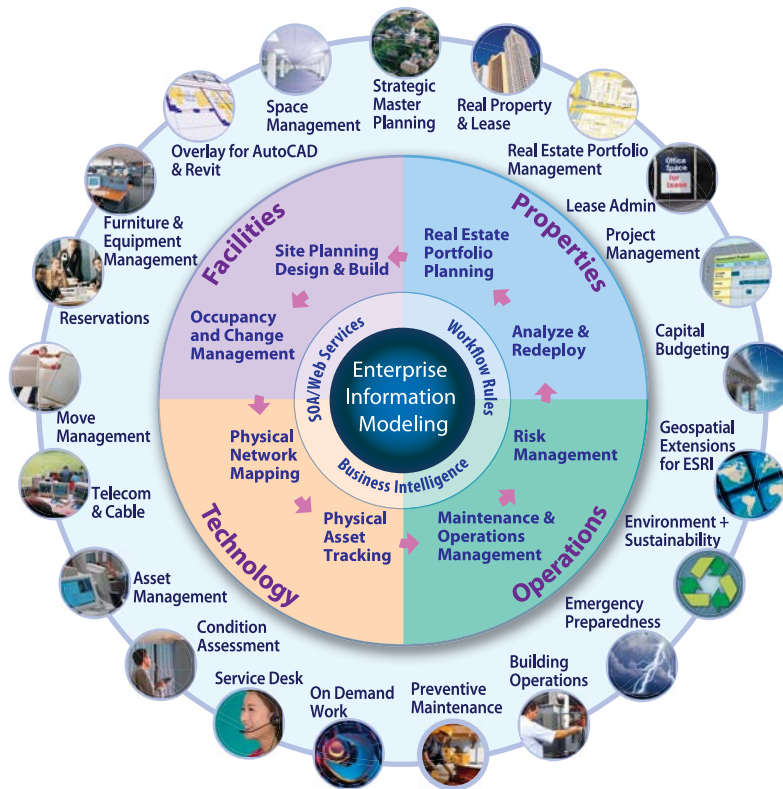 Strategic
Master
Planning
Real Property
& Lease
Real Estate Portfolio
Management
Office
Space
for
Lease
Lease Admin
Project
Management
Capital
Budgeting
Geospatial
Extensions
for ESRI
Environment +
Sustainability
Emergency
Preparedness
Building
Operations
Preventive
Maintenance
On Demand
Work
Service Desk
Condition
Assessment
Asset
Management
Telecom
& Cable
Move
Management
Reservations
Furniture &
Equipment
Management
Overlay for AutoCAD
& Revit
Space
Management
Facilities
Site Planning
Design & Build
Occupancy
and Change
Management
Properties
Real Estate
Portfolio
Planning
Analyze &
Redeploy
Technology
Physical
Network
Mapping
Physical
Asset
Tracking
Operations
Maintenance &
Operations
Management
Risk
Management
SOA/Web Services
Workflow Rules
Business Intelligence
Enterprise
Information
Modeling